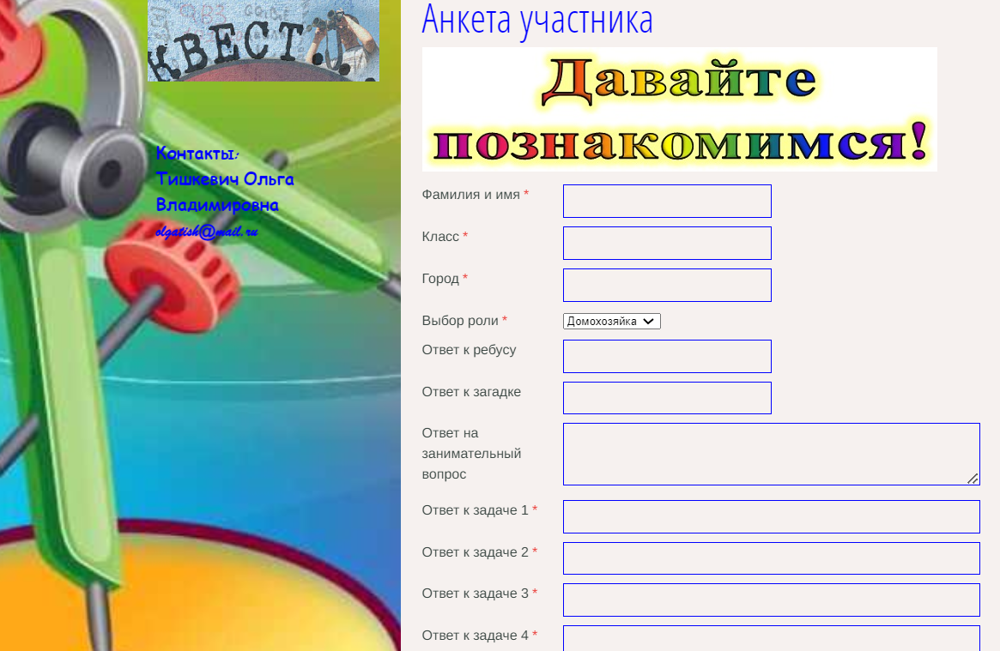 КВЕСТ
Контакты:
Тишкевич Ольга
Владимировна
olgatish@mail.ru
Анкета участника
Давайте
познакомимся!
Фамилия и имя *
Класс *
Город *
Выбор роли *
Домохозяйка
Ответ к ребусу
Ответ к загадке
Ответ на
занимательный
вопрос
Ответ к задаче 1 *
Ответ к задаче 2 *
Ответ к задаче 3 *
Ответ к задаче 4 *